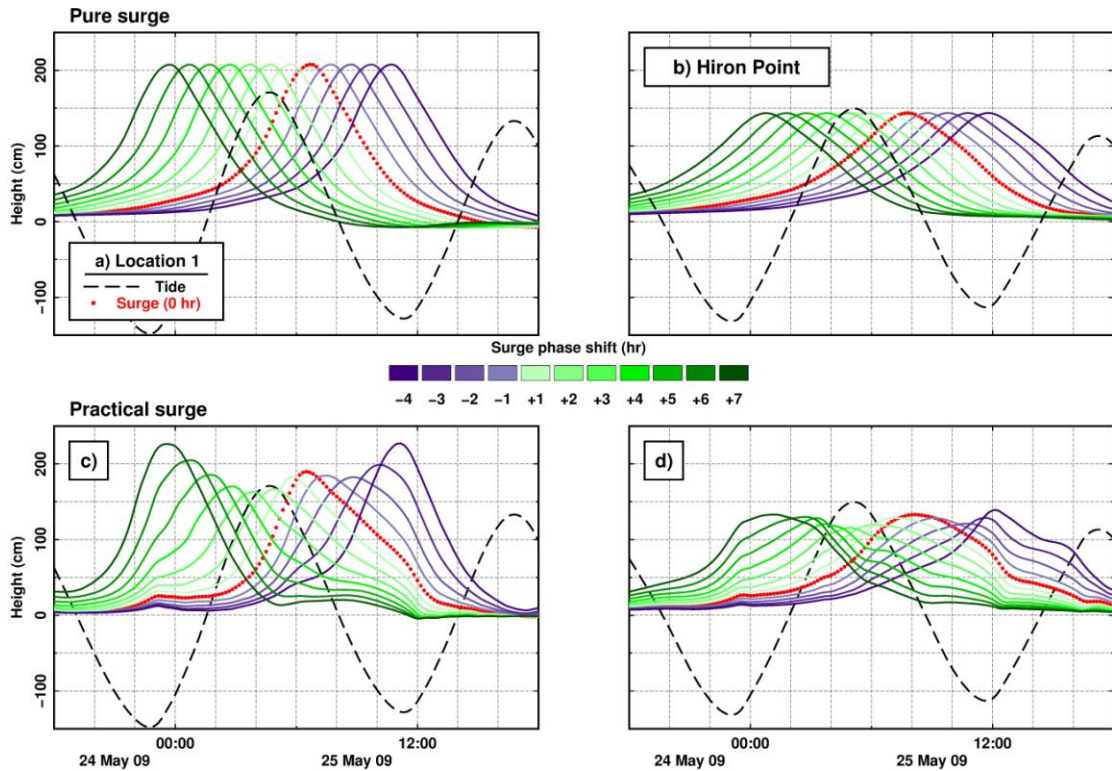 Pure surge
Height (cm)
200
100
0
−100
a) Location 1
Tide
Surge (0 hr)
b) Hiron Point
Surge phase shift (hr)
−4 −3 −2 −1 +1 +2 +3 +4 +5 +6 +7
Practical surge
Height (cm)
200
100
0
−100
c)
d)
00:00 12:00 00:00 12:00
24 May 09 25 May 09 24 May 09 25 May 09